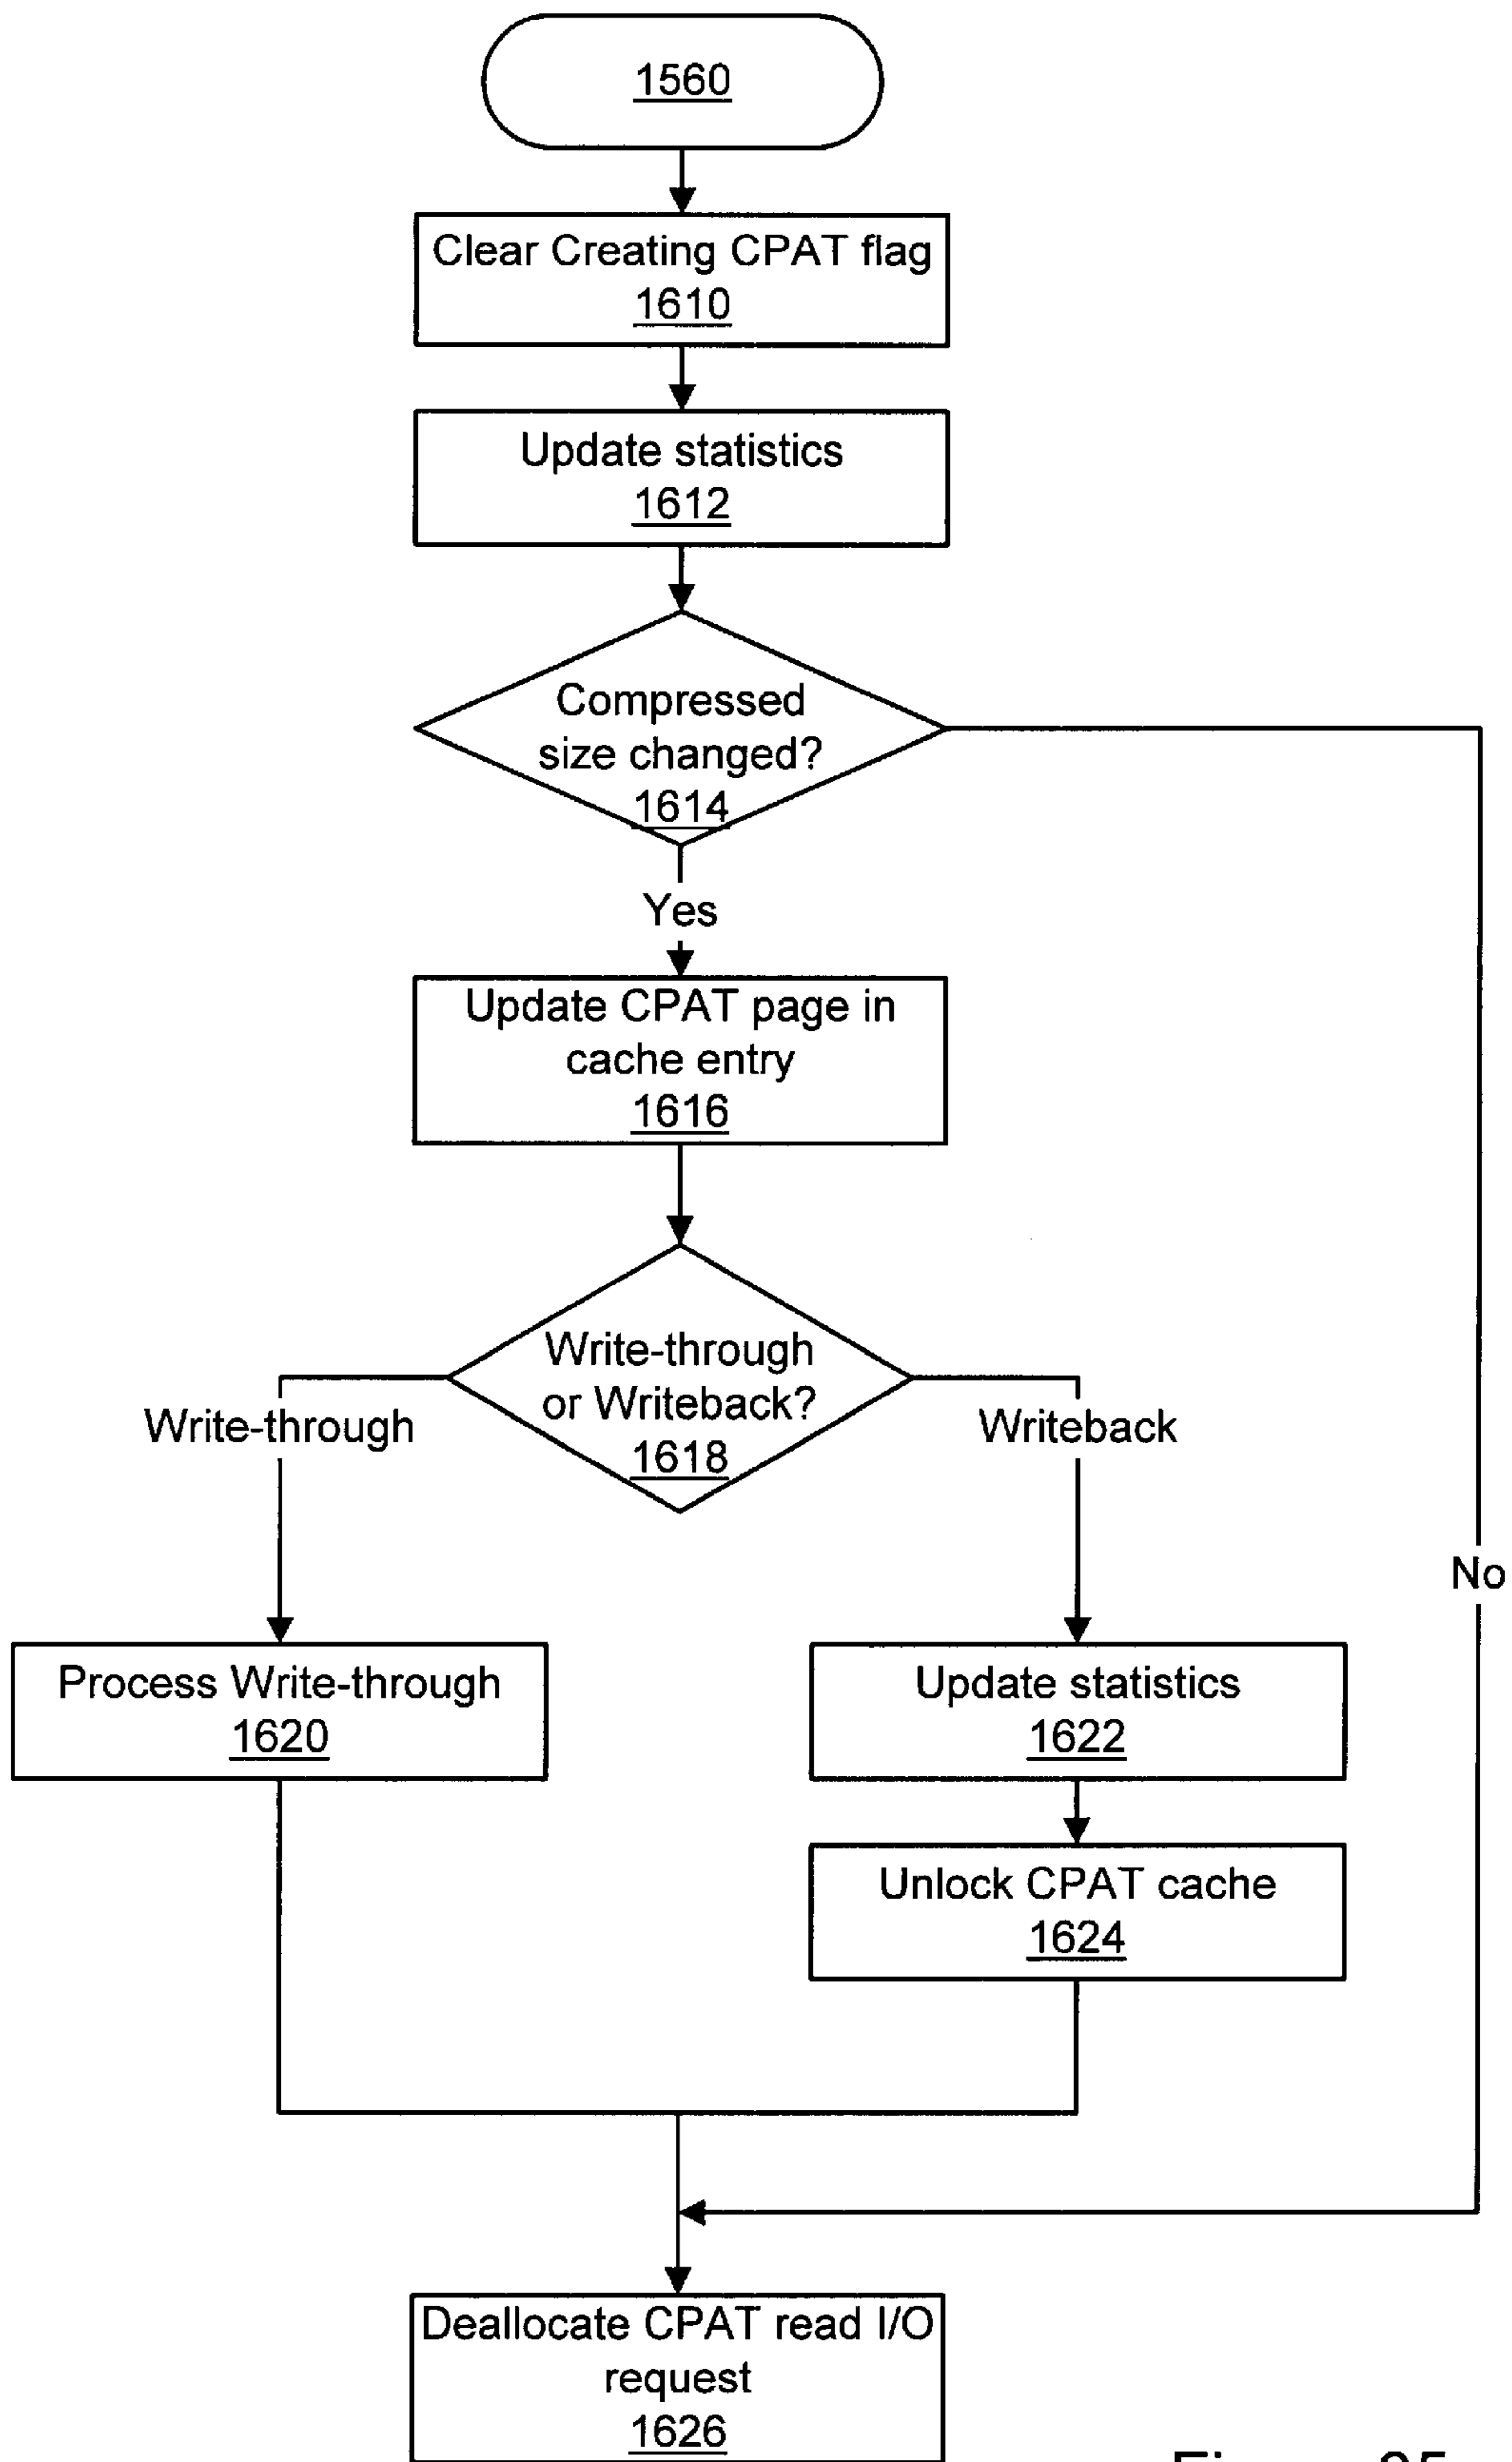 1560
Clear Creating CPAT flag
1610
Update statistics
1612
Compressed
size changed?
1614
Yes
Update CPAT page in
cache entry
1616
Write-through
or Writeback?
1618
Write-through
Writeback
No
Process Write-through
1620
Update statistics
1622
Unlock CPAT cache
1624
Deallocate CPAT read I/O
request
1626